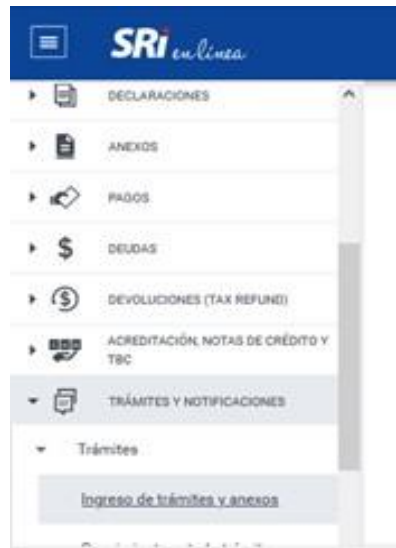 SRi en línea
DECLARACIONES
ANEXOS
PAGOS
DEUDAS
DEVOLUCIONES (TAX REFUND)
ACREDITACIÓN, NOTAS DE CRÉDITO Y
TBC
TRÁMITES Y NOTIFICACIONES
Trámites
Ingreso de trámites y anexos